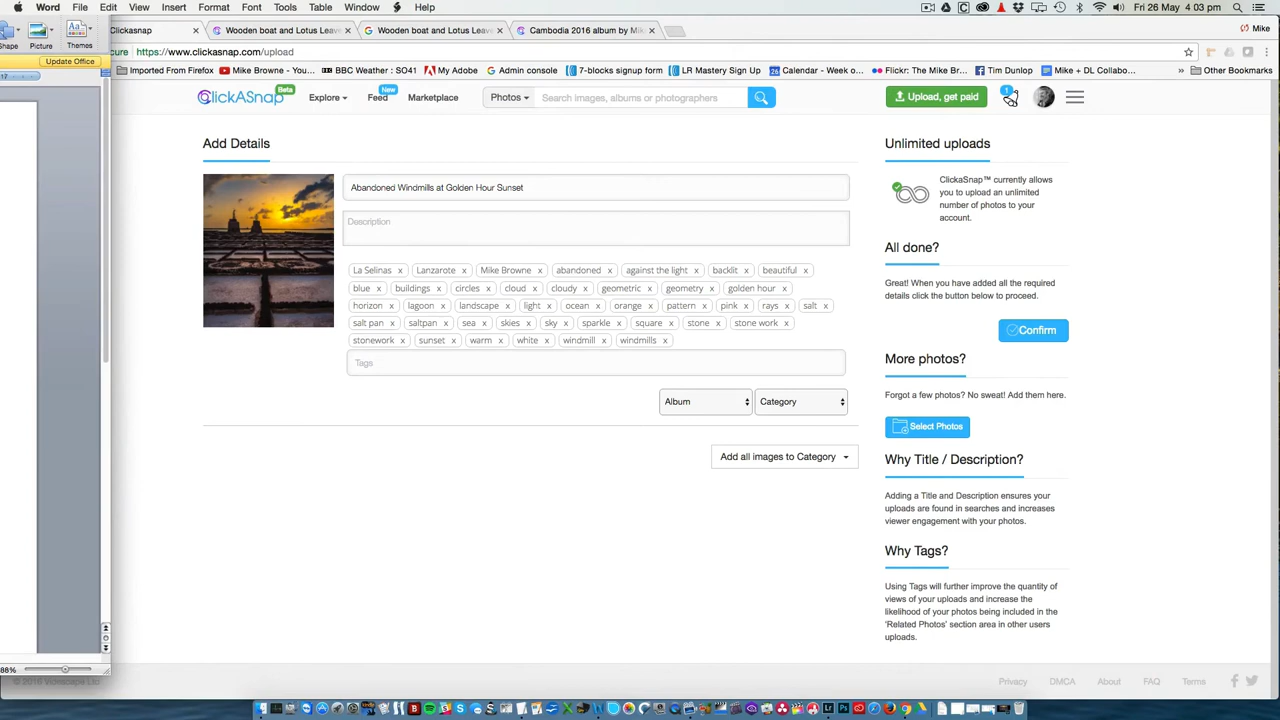 Word File Edit View Insert Format Font Tools Table Window Help
Fri 26 May 4:03 pm
Clickasnap x
Wooden boat and Lotus Leave x
Wooden boat and Lotus Leave x
Cambodia 2016 album by Mik x
Mike
Shape Picture Themes
cure https://www.clickasnap.com/upload
Update Office
Imported From Firefox
Mike Browne - You...
BBC Weather : SO41
My Adobe
Admin console
7-blocks signup form
LR Mastery Sign Up
Calendar - Week o...
Flickr: The Mike Br...
Tim Dunlop
Mike + DL Collabo...
» Other Bookmarks
17
ClickASnap Beta
Explore
Feed New
Marketplace
Photos
Search images, albums or photographers
Upload, get paid
1
Add Details
Abandoned Windmills at Golden Hour Sunset
Description
La Selinas x Lanzarote x Mike Browne x abandoned x against the light x backlit x beautiful x
blue x buildings x circles x cloud x cloudy x geometric x geometry x golden hour x
horizon x lagoon x landscape x light x ocean x orange x pattern x pink x rays x salt x
salt pan x saltpan x sea x skies x sky x sparkle x square x stone x stone work x
stonework x sunset x warm x white x windmill x windmills x
Tags
Album
Category
Add all images to Category
Unlimited uploads
ClickaSnap™ currently allows
you to upload an unlimited
number of photos to your
account.
All done?
Great! When you have added all the required
details click the button below to proceed.
Confirm
More photos?
Forgot a few photos? No sweat! Add them here.
Select Photos
Why Title / Description?
Adding a Title and Description ensures your
uploads are found in searches and increases
viewer engagement with your photos.
Why Tags?
Using Tags will further improve the quantity of
views of your uploads and increase the
likelihood of your photos being included in the
'Related Photos' section area in other users
uploads.
88%
© 2016 Videscape Ltd
Privacy DMCA About FAQ Terms